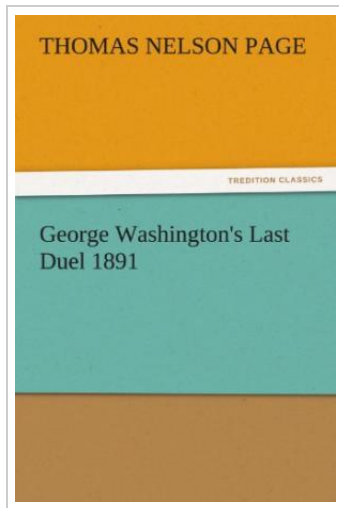 THOMAS NELSON PAGE
TREDITION CLASSICS
George Washington's Last
Duel 1891